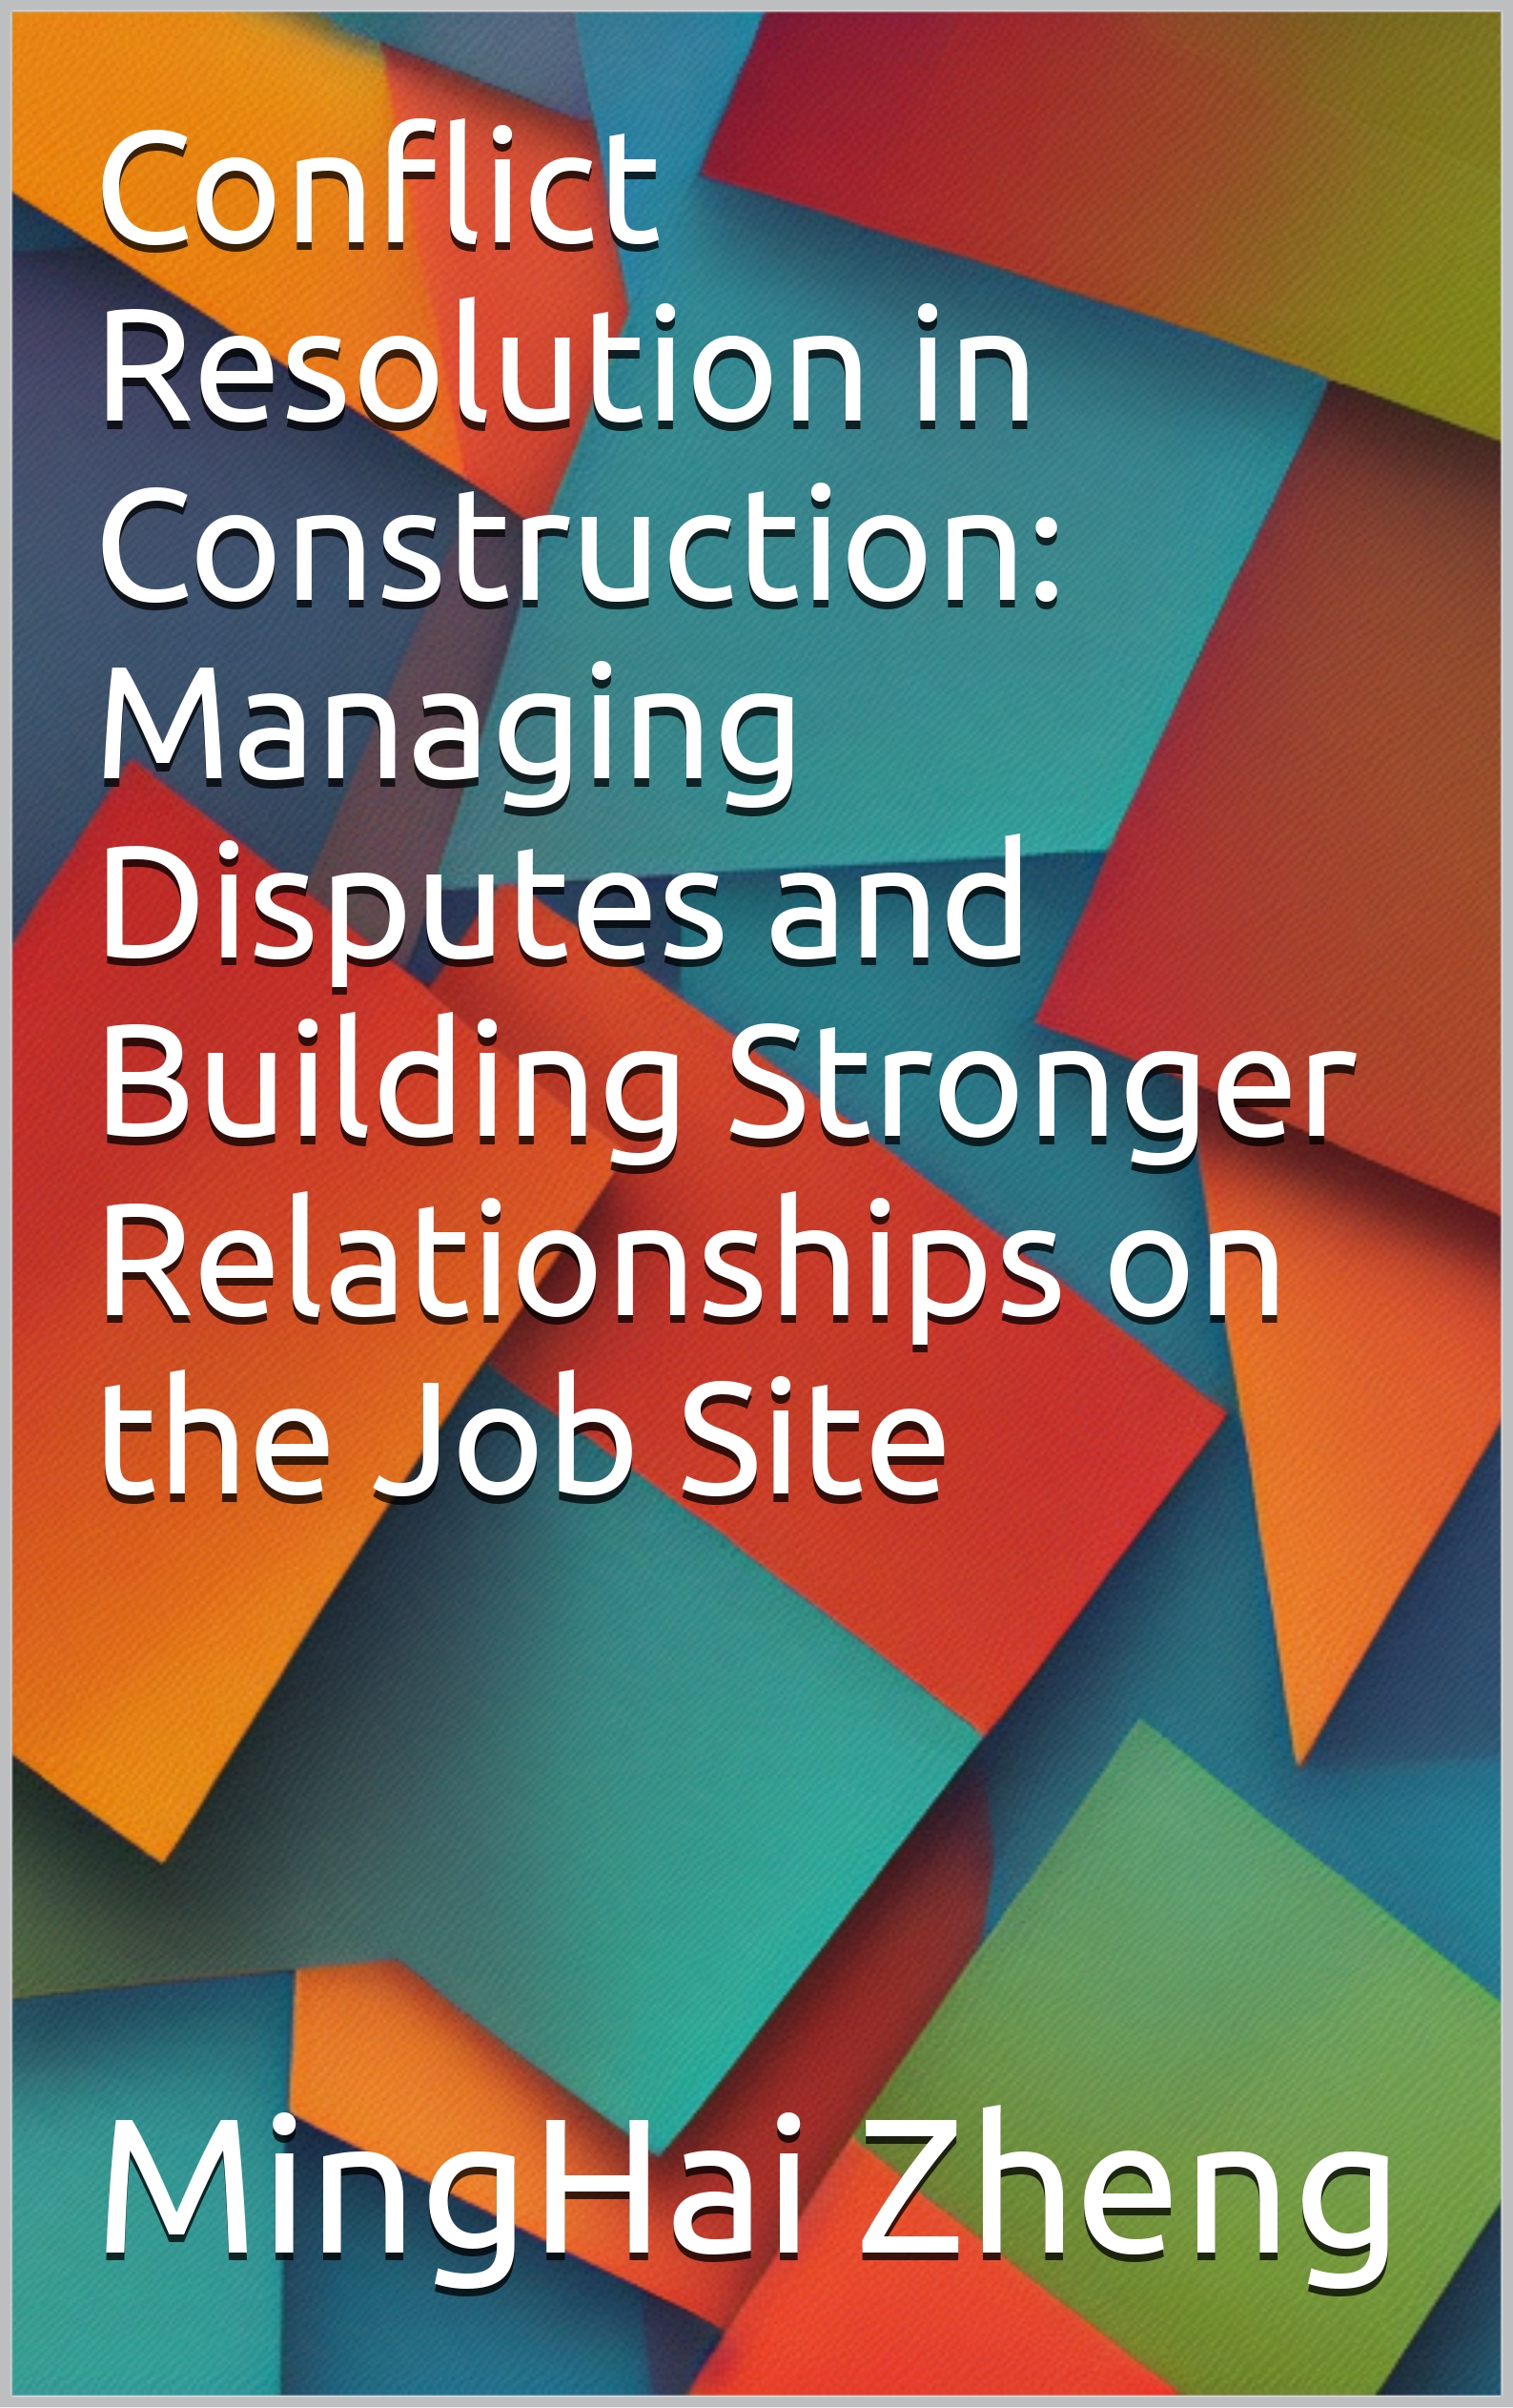 Conflict
Resolution in
Construction:
Managing
Disputes and
Building Stronger
Relationships on
the Job Site
MingHai Zheng